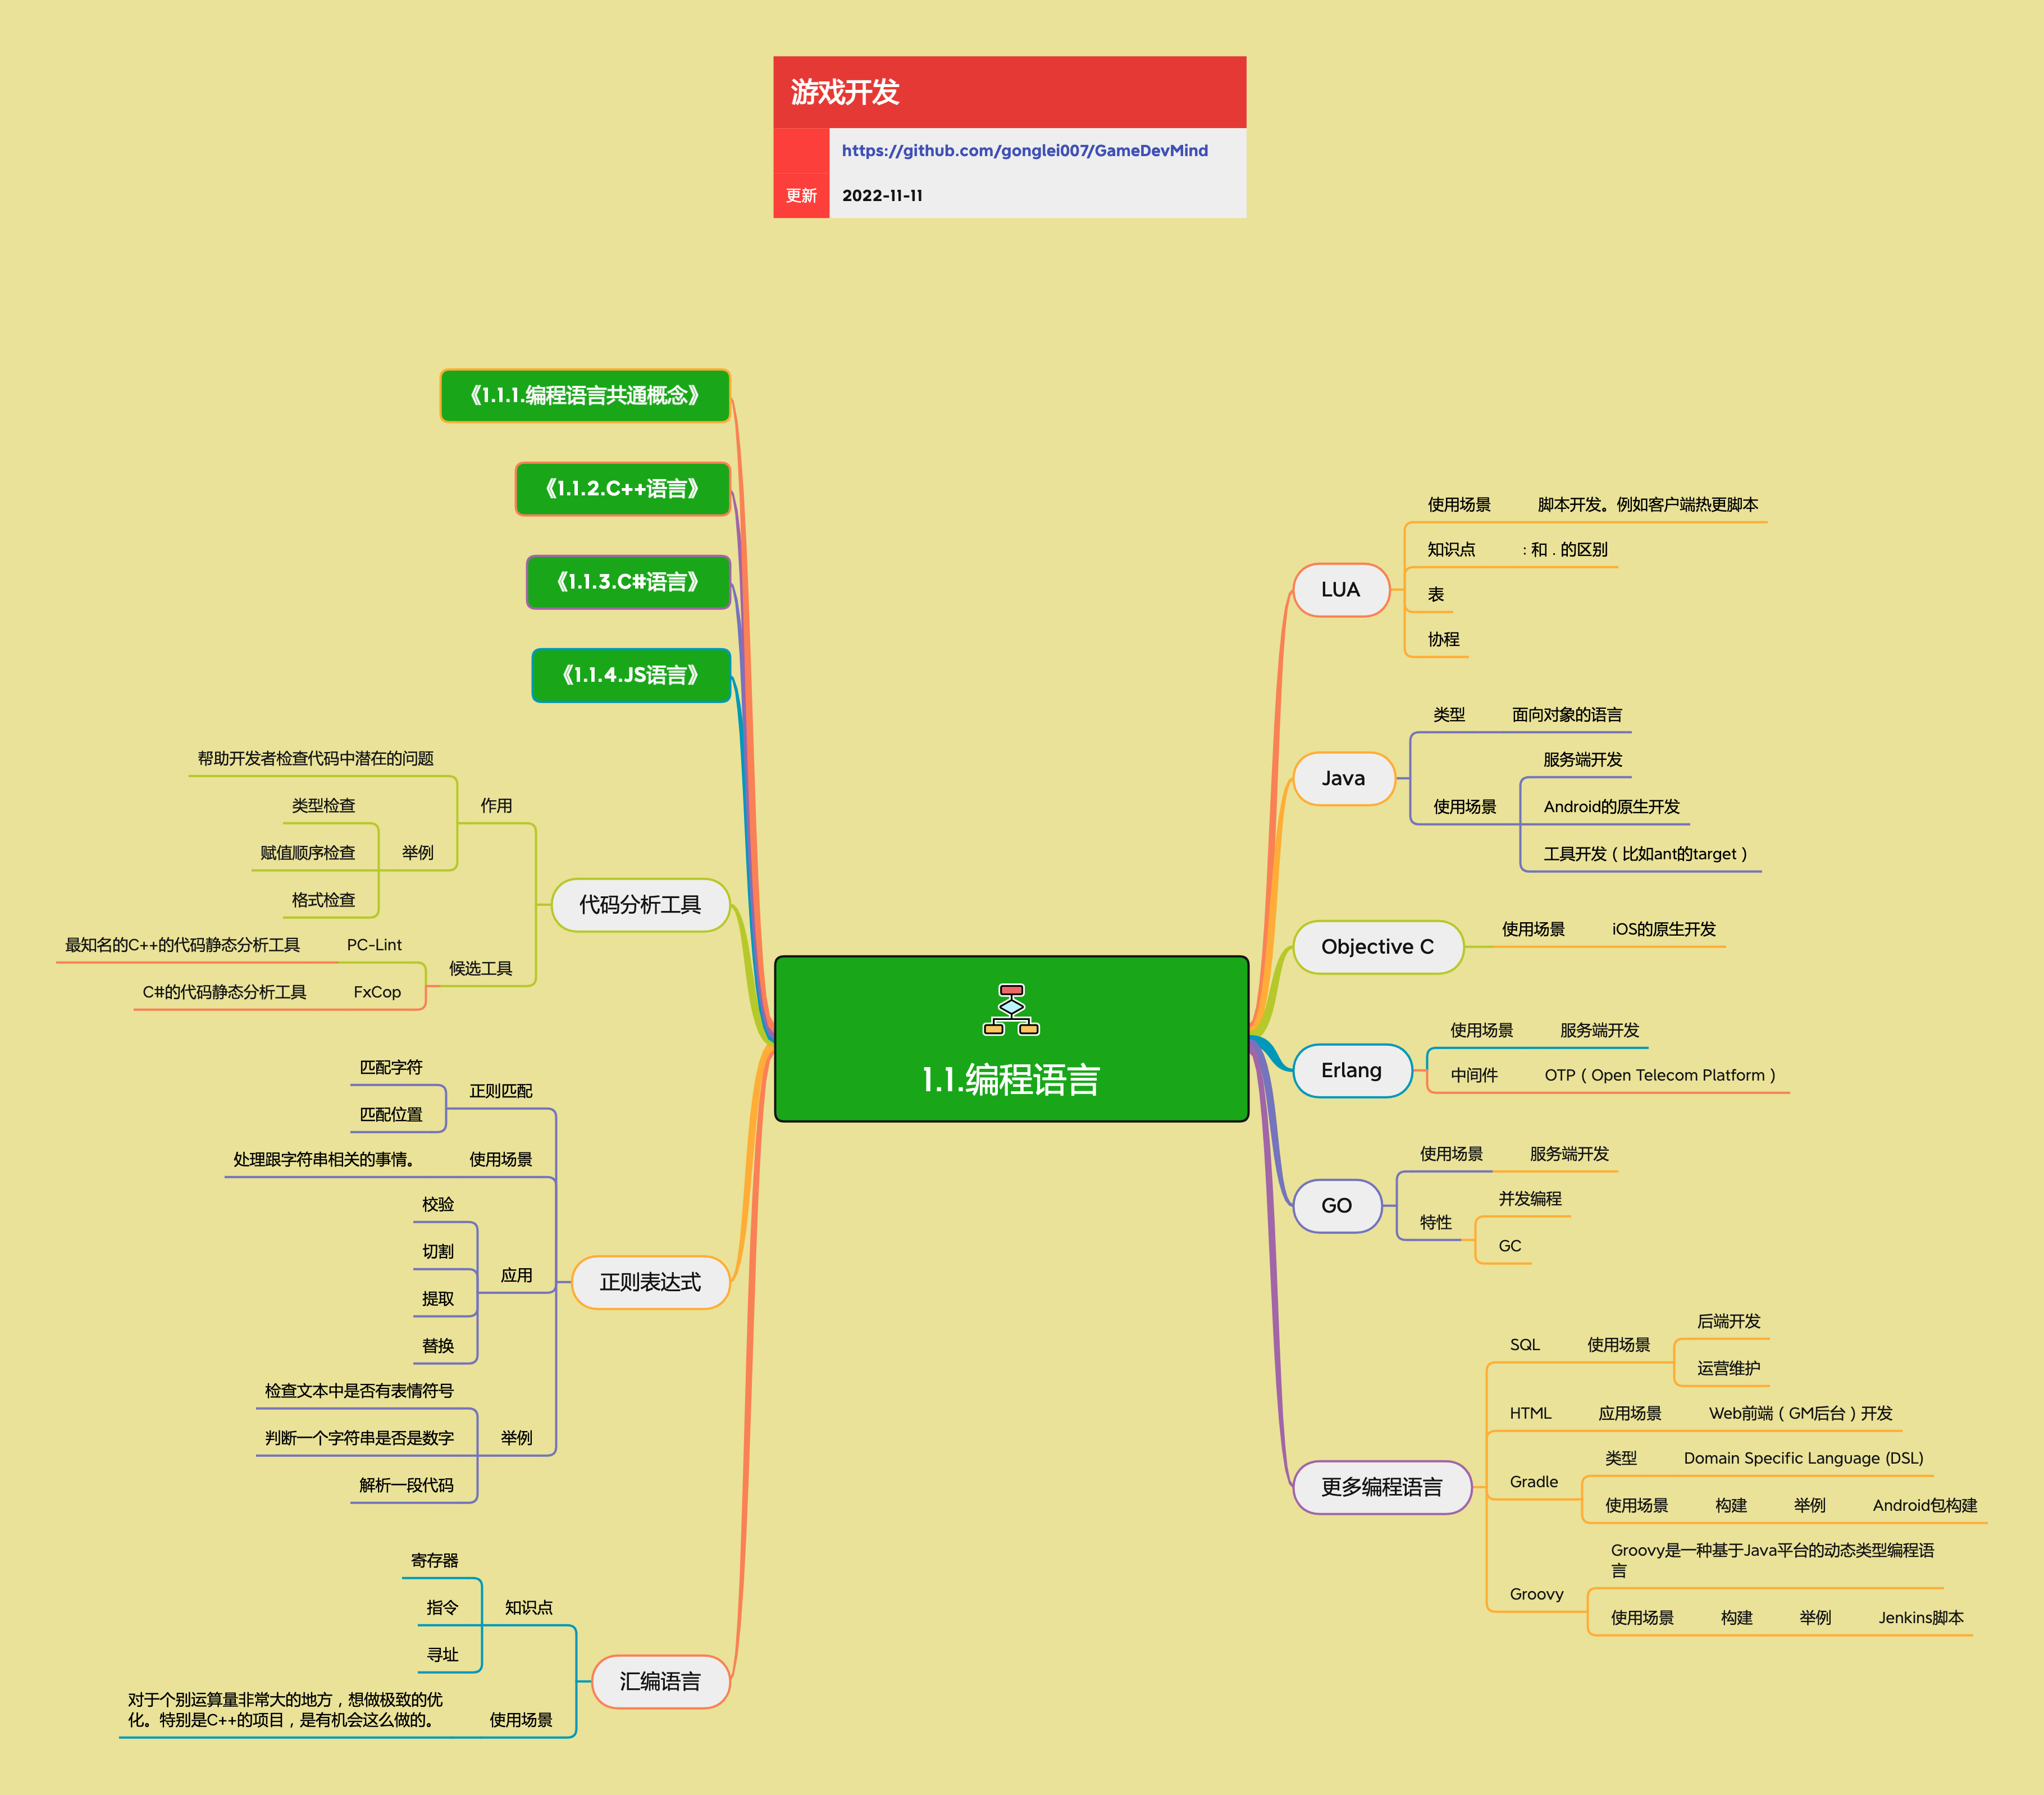 游戏开发
https://github.com/gonglei007/GameDevMind
更新 2022-11-11
1.1.编程语言
《1.1.1.编程语言共通概念》
《1.1.2.C++语言》
《1.1.3.C#语言》
《1.1.4.JS语言》
代码分析工具
作用
帮助开发者检查代码中潜在的问题
举例
类型检查
赋值顺序检查
格式检查
候选工具
PC-Lint
最知名的C++的代码静态分析工具
FxCop
C#的代码静态分析工具
正则表达式
正则匹配
匹配字符
匹配位置
使用场景
处理跟字符串相关的事情。
应用
校验
切割
提取
替换
举例
检查文本中是否有表情符号
判断一个字符串是否是数字
解析一段代码
汇编语言
知识点
寄存器
指令
寻址
使用场景
对于个别运算量非常大的地方，想做极致的优
化。特别是C++的项目，是有机会这么做的。
LUA
使用场景
脚本开发。例如客户端热更脚本
知识点
: 和 . 的区别
表
协程
Java
类型
面向对象的语言
使用场景
服务端开发
Android的原生开发
工具开发（比如ant的target）
Objective C
使用场景
iOS的原生开发
Erlang
使用场景
服务端开发
中间件
OTP（Open Telecom Platform）
GO
使用场景
服务端开发
特性
并发编程
GC
更多编程语言
SQL
使用场景
后端开发
运营维护
HTML
应用场景
Web前端（GM后台）开发
Gradle
类型
Domain Specific Language (DSL)
使用场景
构建
举例
Android包构建
Groovy
Groovy是一种基于Java平台的动态类型编程语
言
使用场景
构建
举例
Jenkins脚本